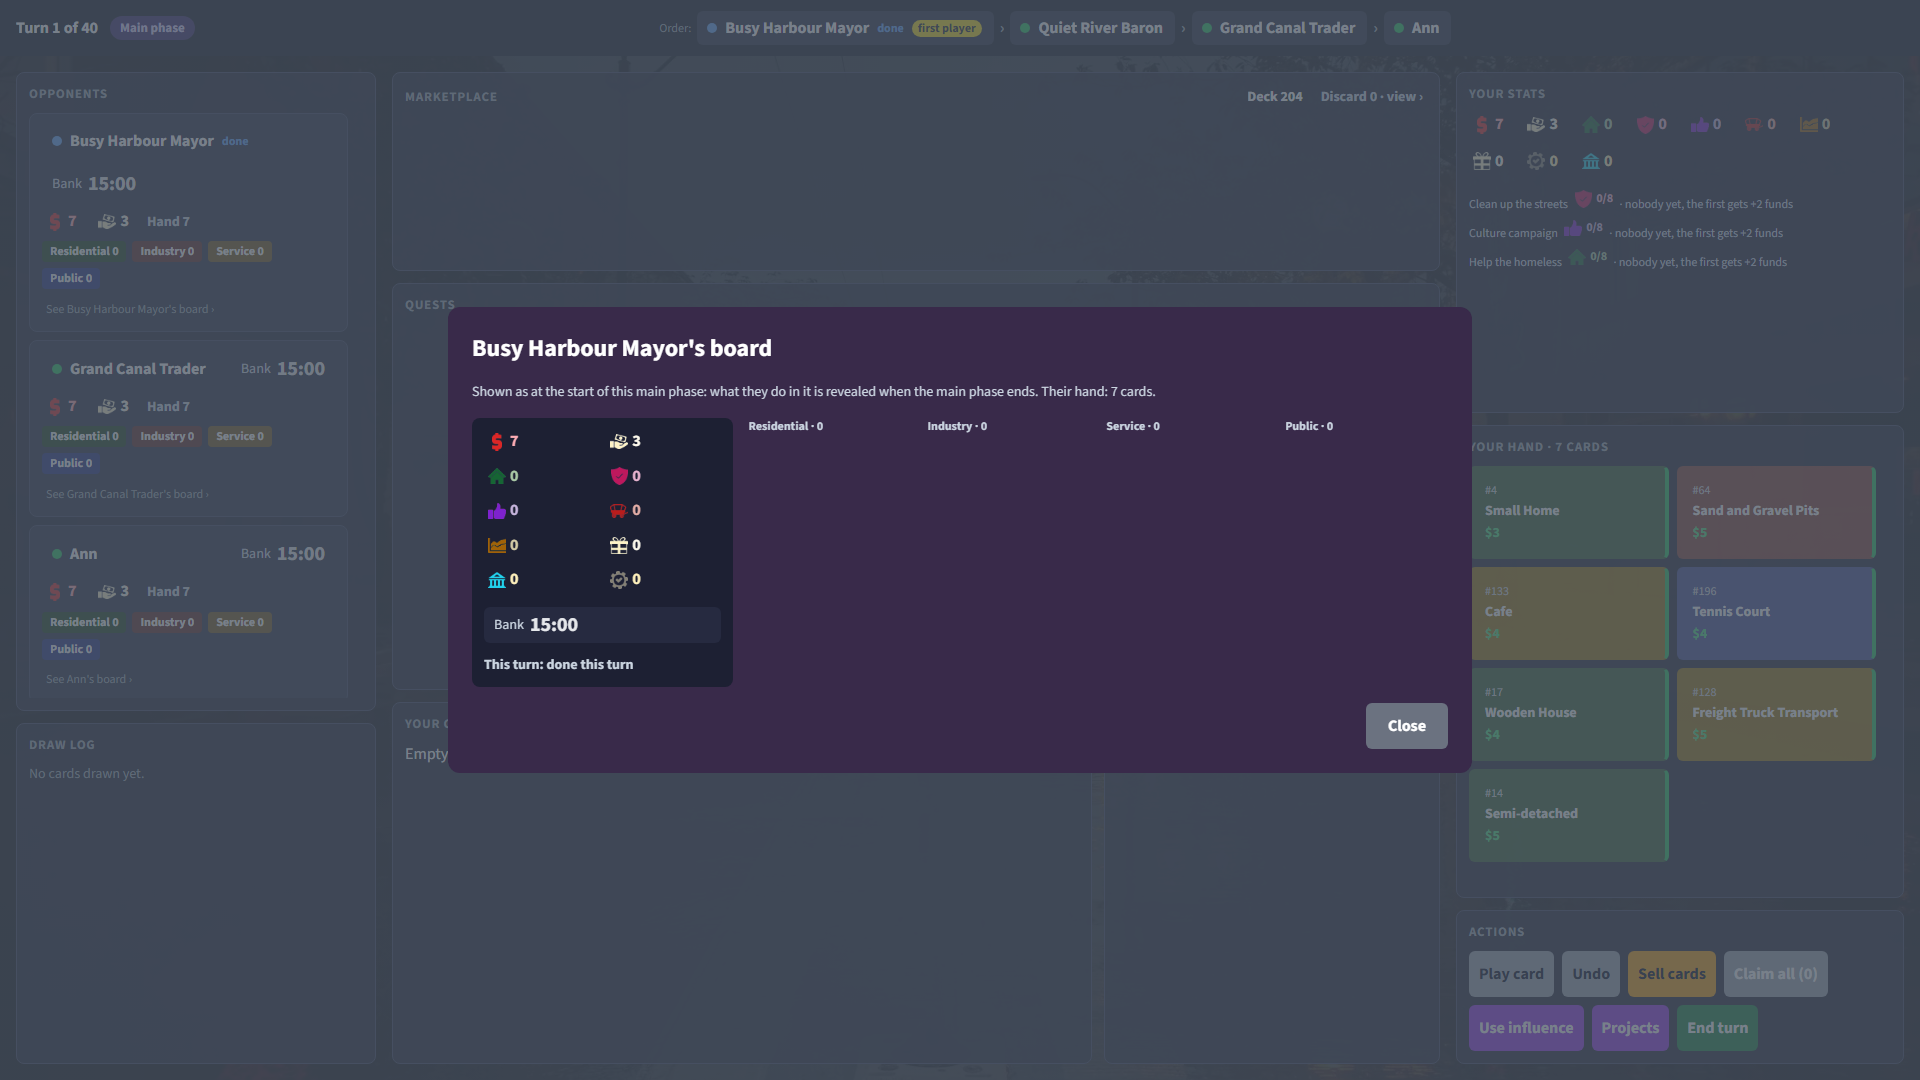 Turn 1 of 40 Main phase
Order: Busy Harbour Mayor done first player › Quiet River Baron › Grand Canal Trader › Ann
OPPONENTS
Busy Harbour Mayor done
Bank 15:00
7 3 Hand 7
Residential 0 Industry 0 Service 0
Public 0
See Busy Harbour Mayor's board ›
Grand Canal Trader Bank 15:00
7 3 Hand 7
Residential 0 Industry 0 Service 0
Public 0
See Grand Canal Trader's board ›
Ann Bank 15:00
7 3 Hand 7
Residential 0 Industry 0 Service 0
Public 0
See Ann's board ›
DRAW LOG
No cards drawn yet.
MARKETPLACE
Deck 204 Discard 0 · view ›
QUESTS
Busy Harbour Mayor's board
Shown as at the start of this main phase: what they do in it is revealed when the main phase ends. Their hand: 7 cards.
7 3
0 0
0 0
0 0
0 0
Bank 15:00
This turn: done this turn
Residential · 0 Industry · 0 Service · 0 Public · 0
Close
YOUR C
Empty
YOUR STATS
7 3 0 0 0 0 0
0 0 0
Clean up the streets 0/8 · nobody yet, the first gets +2 funds
Culture campaign 0/8 · nobody yet, the first gets +2 funds
Help the homeless 0/8 · nobody yet, the first gets +2 funds
YOUR HAND · 7 CARDS
#4
Small Home
$3
#64
Sand and Gravel Pits
$5
#133
Cafe
$4
#196
Tennis Court
$4
#17
Wooden House
$4
#128
Freight Truck Transport
$5
#14
Semi-detached
$5
ACTIONS
Play card Undo Sell cards Claim all (0)
Use influence Projects End turn